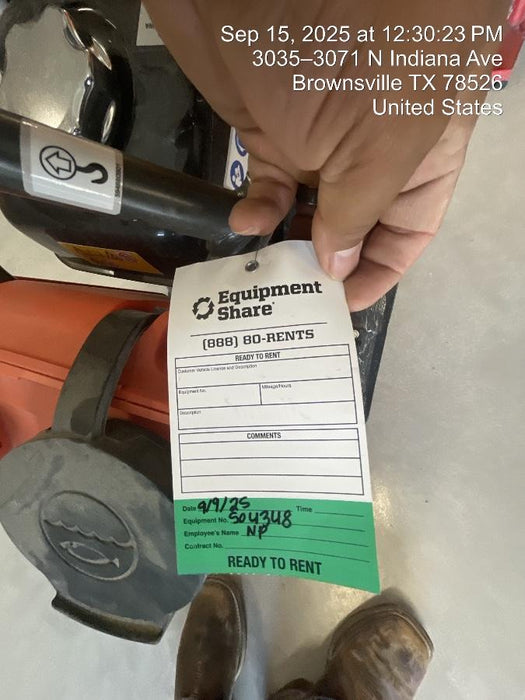 Sep 15, 2025 at 12:30:23 PM
3035–3071 N Indiana Ave
Brownsville TX 78526
United States
Equipment
Share
(888) 80-RENTS
READY TO RENT
Customer Vehicle License and Description
Equipment No.
Mileage/Hours
Description
COMMENTS
Date 9/9/25 Time
Equipment No. 504348
Employee's Name NP
Contract No.
READY TO RENT